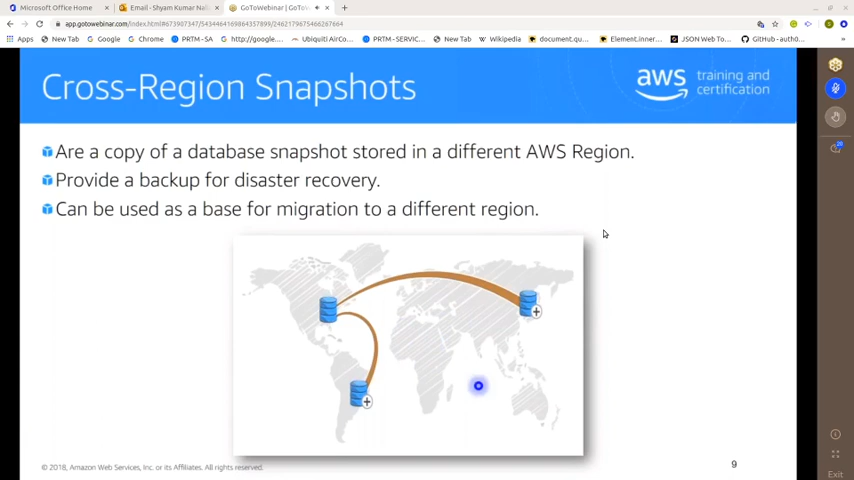 Microsoft Office Home
Email - Shyam Kumar Nal
GoToWebinar | GoTo
app.gotowebinar.com/index.html#673907347/5434464169864337899/2462179675466267664
Apps
New Tab
Google
Chrome
PRTM -SA
http://google....
Ubiquiti AirCo...
PRTM -SERVIC...
New Tab
Wikipedia
document.qu...
Element.inner...
JSON Web To...
GitHub - auth0...
Cross-Region Snapshots
aws training and certification
Are a copy of a database snapshot stored in a different AWS Region.
Provide a backup for disaster recovery.
Can be used as a base for migration to a different region.
© 2018, Amazon Web Services, Inc. or its Affiliates. All rights reserved.
9
Exit